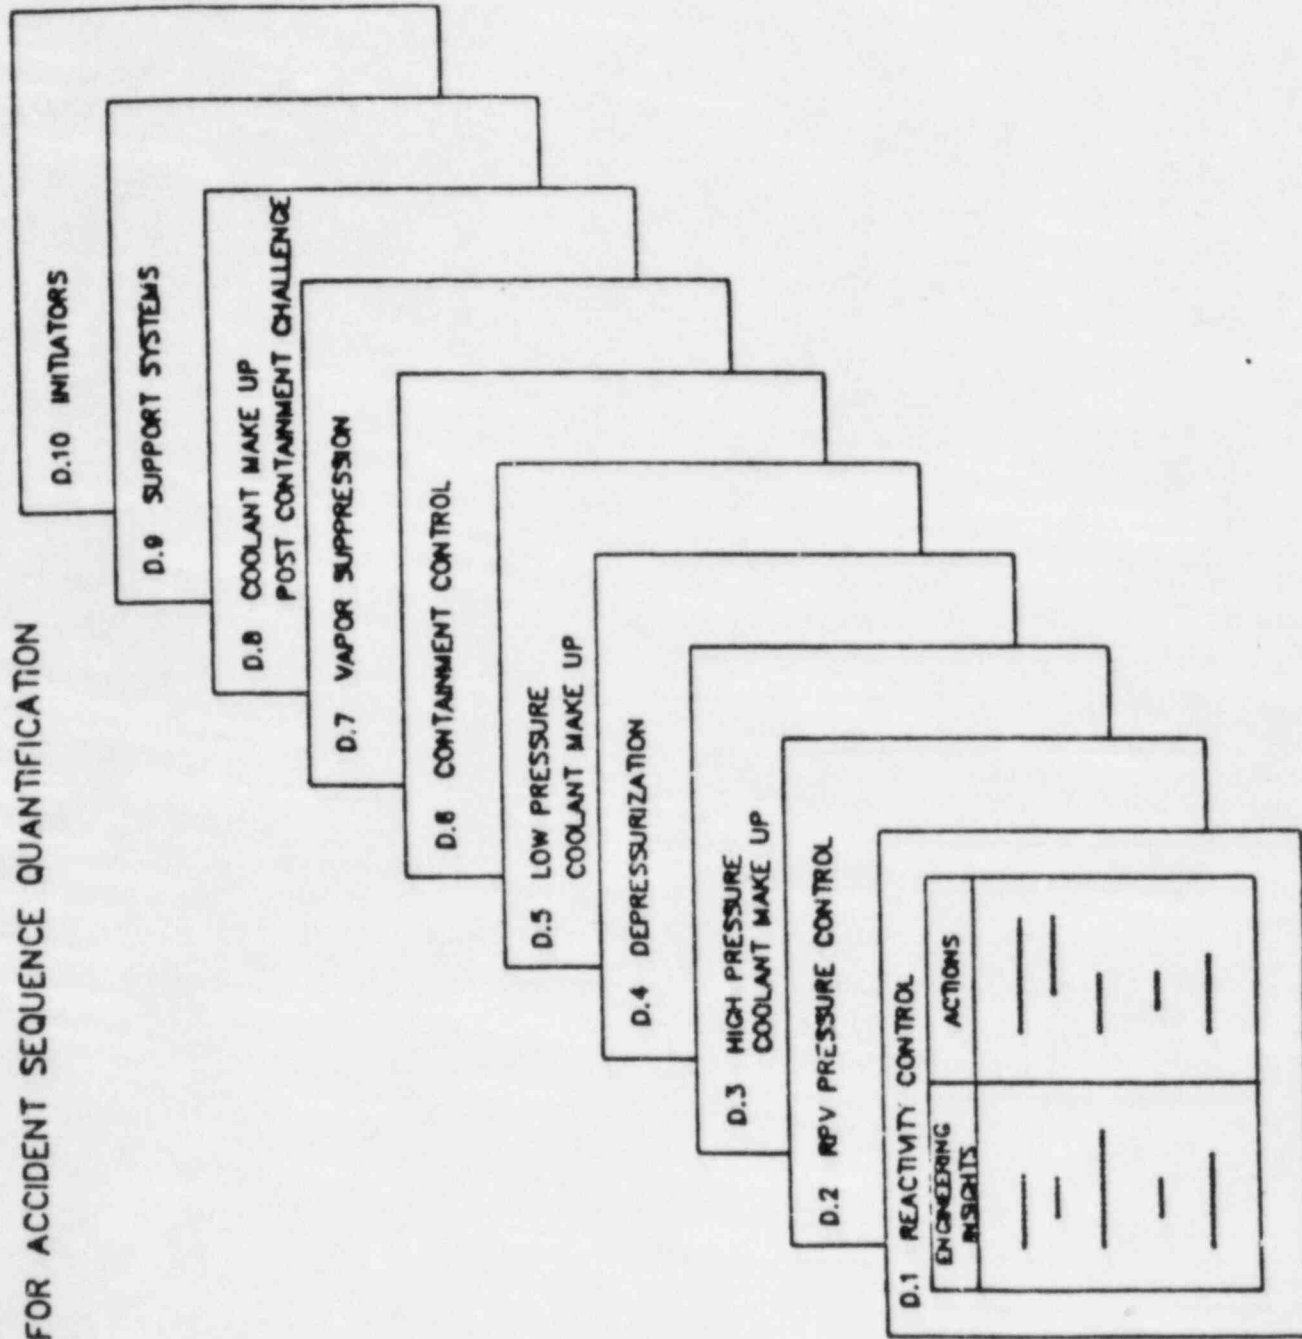 FOR ACCIDENT SEQUENCE QUANTIFICATION
D.10 INITIATORS
D.9 SUPPORT SYSTEMS
D.8 COOLANT MAKE UP
POST CONTAINMENT CHALLENGE
D.7 VAPOR SUPPRESSION
D.6 CONTAINMENT CONTROL
D.5 LOW PRESSURE
COOLANT MAKE UP
D.4 DEPRESSURIZATION
D.3 HIGH PRESSURE
COOLANT MAKE UP
D.2 RPV PRESSURE CONTROL
D.1 REACTIVITY CONTROL
ENGINEERING
INSIGHTS
ACTIONS